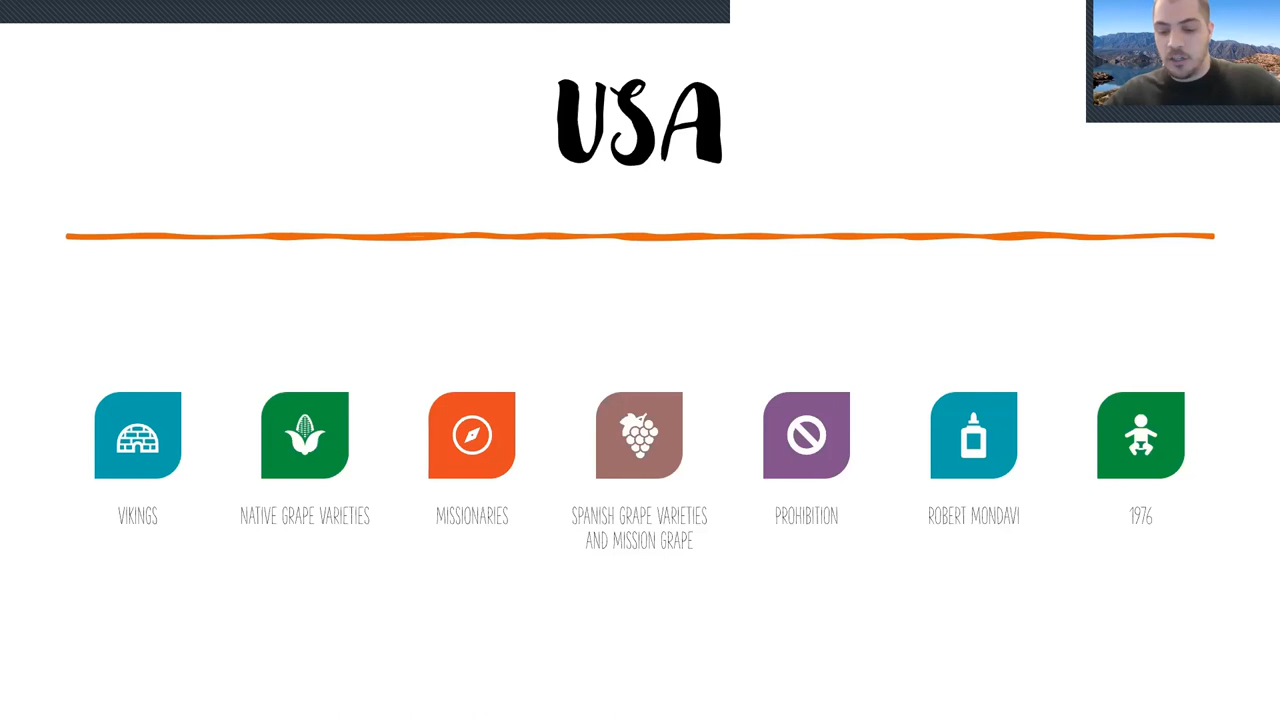 USA
VIKINGS
NATIVE GRAPE VARIETIES
MISSIONARIES
SPANISH GRAPE VARIETIES
AND MISSION GRAPE
PROHIBITION
ROBERT MONDAVI
1976